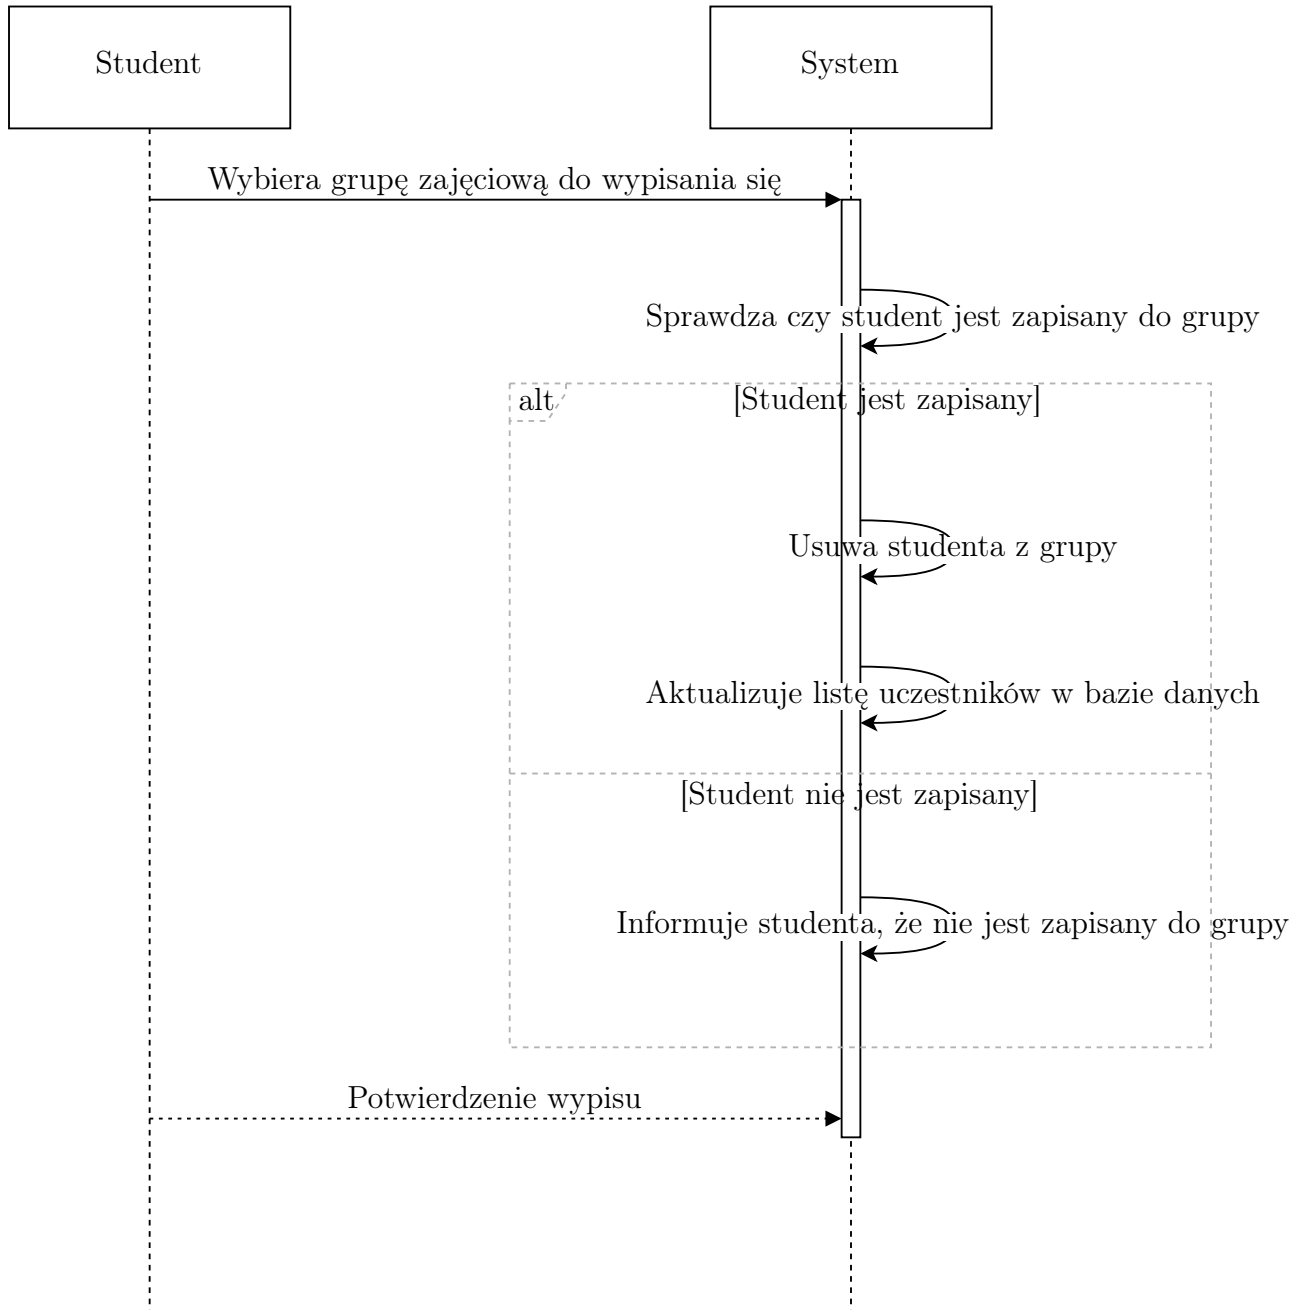 Student
System
Wybiera grupę zajęciową do wypisania się
Sprawdza czy student jest zapisany do grupy
alt
[Student jest zapisany]
Usuwa studenta z grupy
Aktualizuje listę uczestników w bazie danych
[Student nie jest zapisany]
Informuje studenta, że nie jest zapisany do grupy
Potwierdzenie wypisu